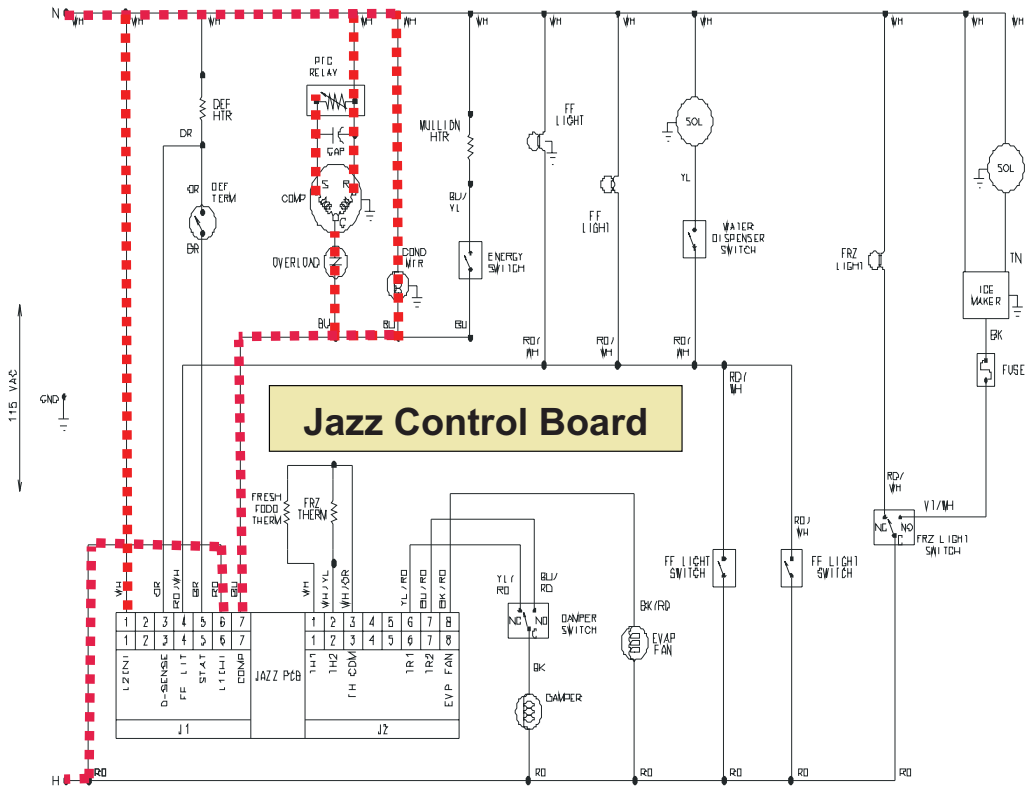 N WH WH WH WH WH WH WH WH WH WH WH
PTC
RELAY
DEF
HTR
OR
OR
DEF
TERM
BR
CAP
S R
COMP
C
OVERLOAD
COND
MTR
BU
BU
MULLION
HTR
BU/
YL
ENERGY
SWITCH
FF
LIGHT
FF
LIGHT
SOL
YL
WATER
DISPENSER
SWITCH
RD/
WH
RD/
WH
RD/
WH
RD/
WH
FRZ
LIGHT
SOL
TN
ICE
MAKER
BK
FUSE
115 VAC
GND
Jazz Control Board
FRESH
FOOD
THERM
FRZ
THERM
RD/
WH
VT/WH
NC NO
C
FRZ LIGHT
SWITCH
RD/
WH
FF LIGHT
SWITCH
FF LIGHT
SWITCH
WH OR RD/WH BR RD BU
WH WH/YL WH/OR YL/RD BU/RD BK/RD
YL/
RD
BU/
RD
NC NO
C
DAMPER
SWITCH
BK
DAMPER
BK/RD
EVAP
FAN
1 2 3 4 5 6 7
1 2 3 4 5 6 7
L2(N) D-SENSE FF LIT STAT L1(H) COMP
J1
JAZZ PCB
1 2 3 4 5 6 7 8
1 2 3 4 5 6 7 8
TH1 TH2 TH COM TR1 TR2 EVP FAN
J2
H RD RD RD RD RD RD